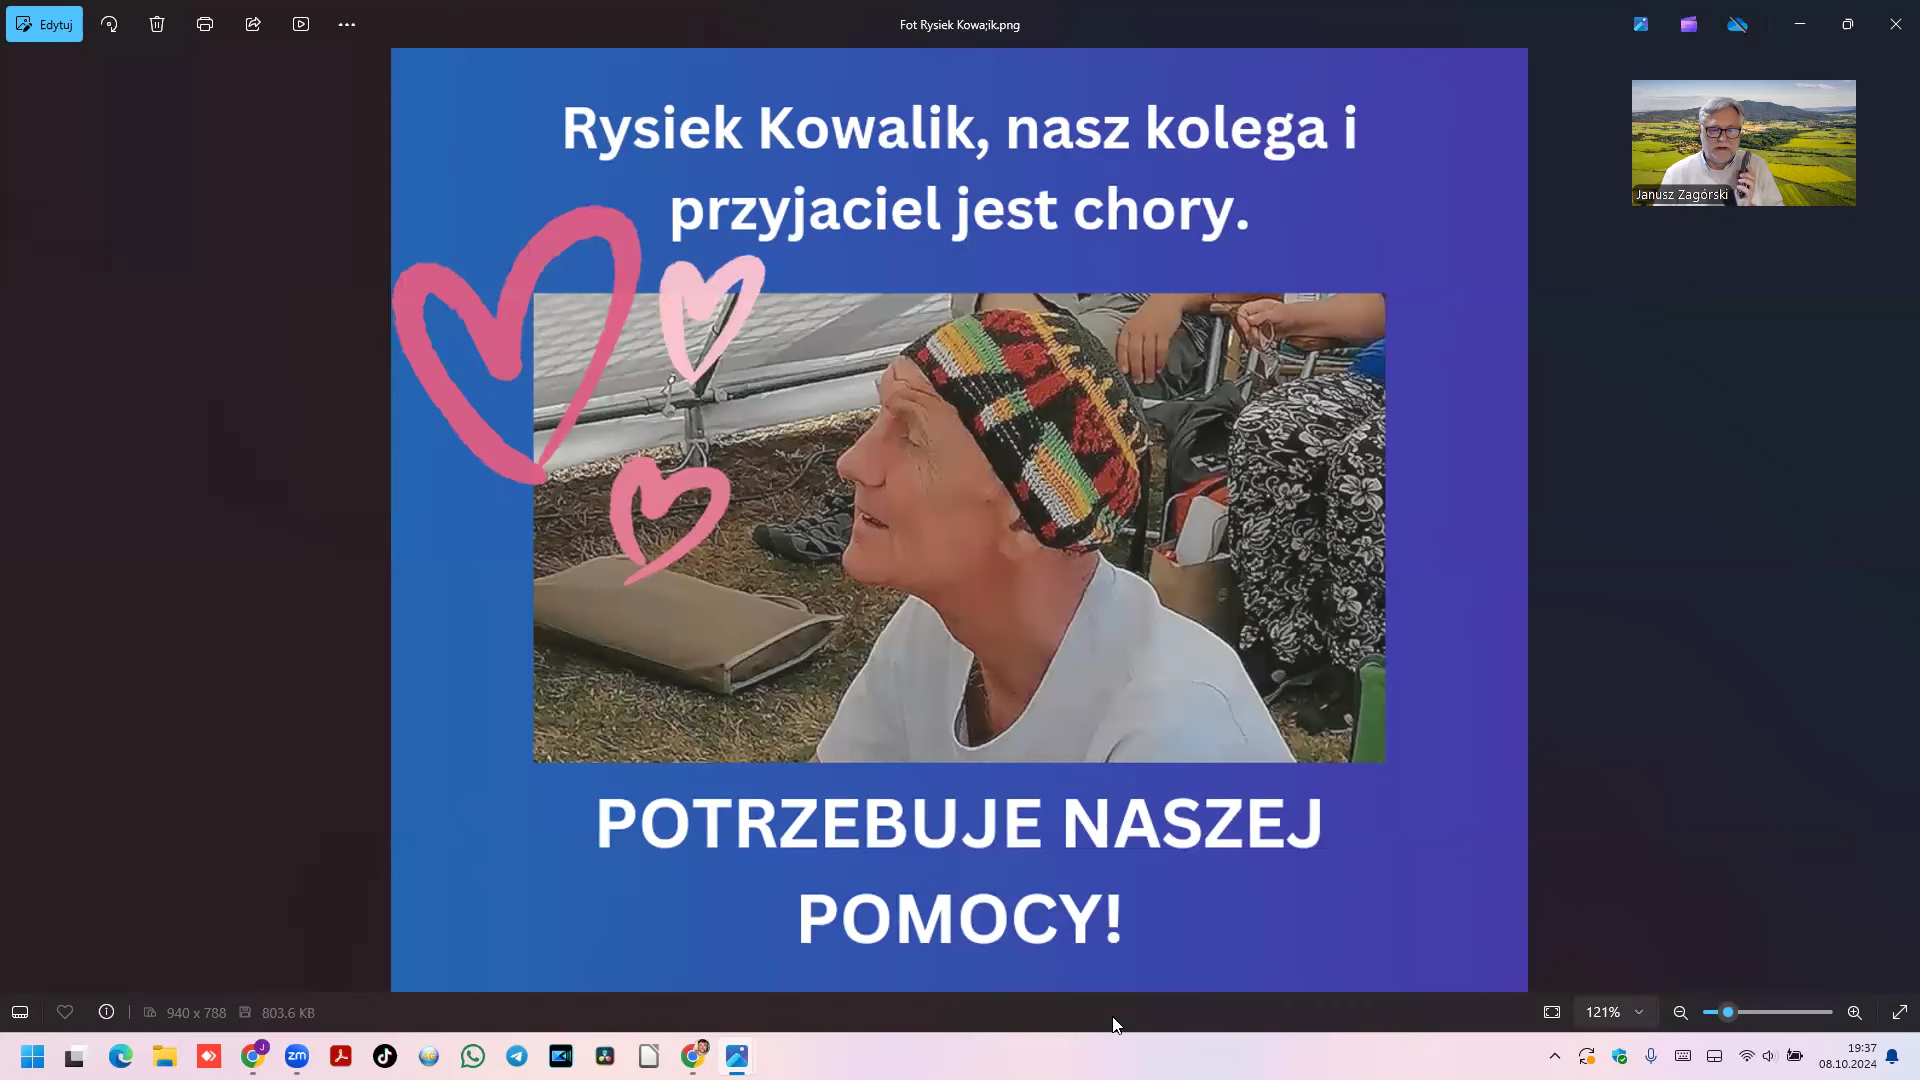 Edytuj
Fot Rysiek Kowa;ik.png
Rysiek Kowalik, nasz kolega i
przyjaciel jest chory.
Janusz Zagórski
POTRZEBUJE NASZEJ
POMOCY!
940 x 788
803.6 KB
121%
zm
J
19:37
08.10.2024